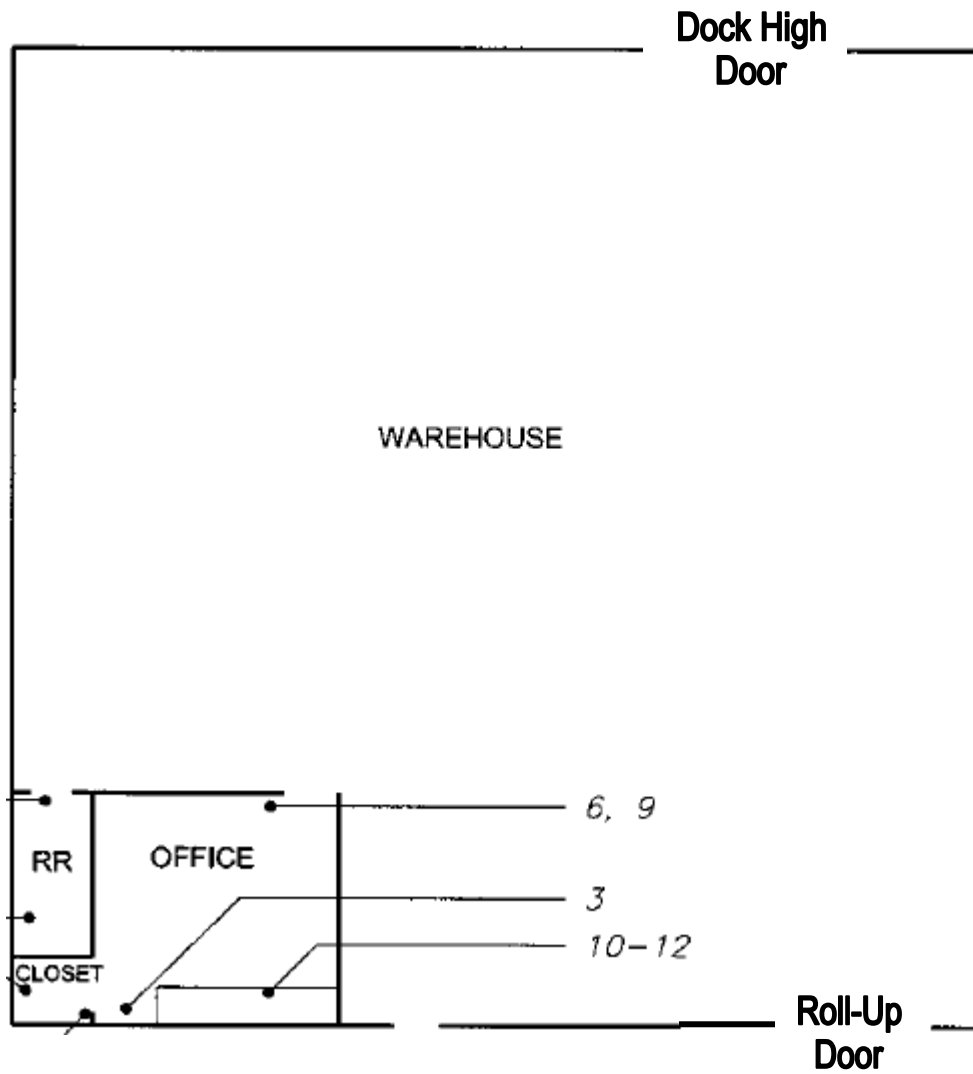 Dock High
Door
WAREHOUSE
6, 9
RR
OFFICE
3
10-12
CLOSET
Roll-Up
Door